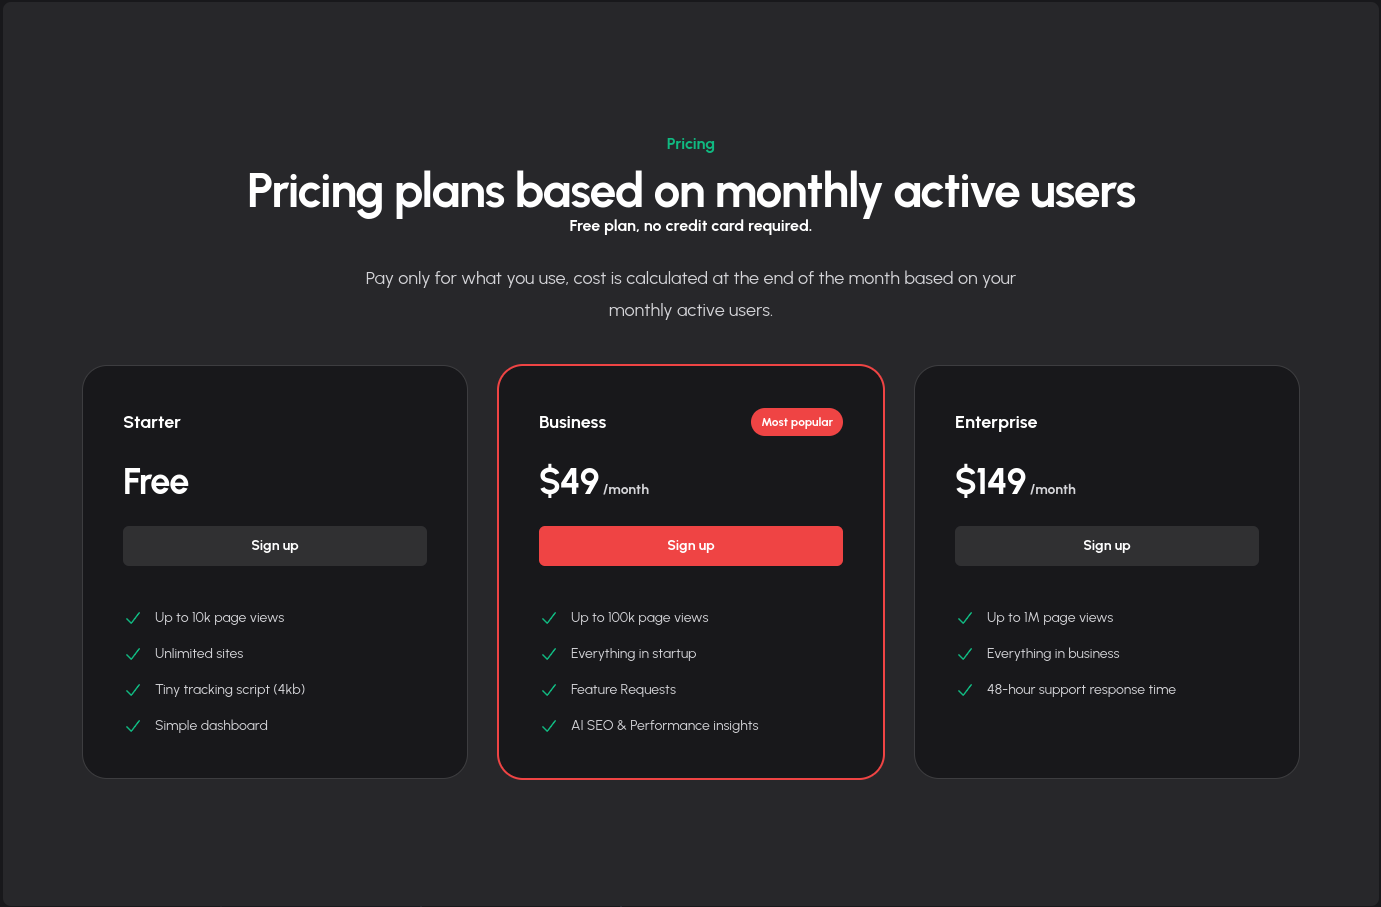 Pricing
Pricing plans based on monthly active users
Free plan, no credit card required.
Pay only for what you use, cost is calculated at the end of the month based on your
monthly active users.
Starter
Free
Sign up
Up to 10k page views
Unlimited sites
Tiny tracking script (4kb)
Simple dashboard
Business
Most popular
$49 /month
Sign up
Up to 100k page views
Everything in startup
Feature Requests
AI SEO & Performance insights
Enterprise
$149 /month
Sign up
Up to 1M page views
Everything in business
48-hour support response time